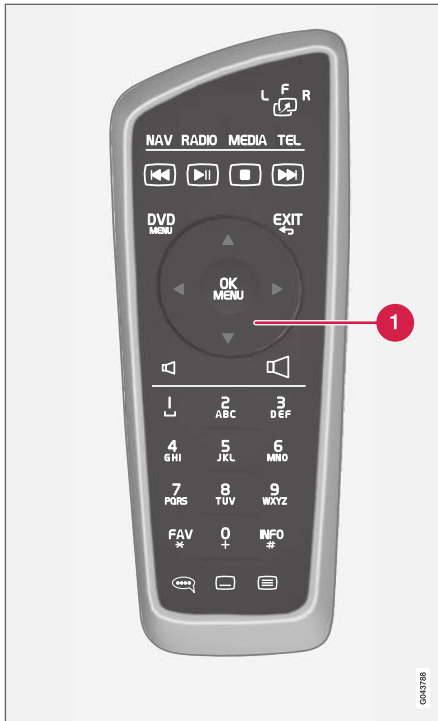 L F R
NAV RADIO MEDIA TEL
DVD
MENU
EXIT
OK
MENU
1
1 2 3
ABC DEF
4 5 6
GHI JKL MNO
7 8 9
PQRS TUV WXYZ
FAV 0 INFO
* + #
G043788